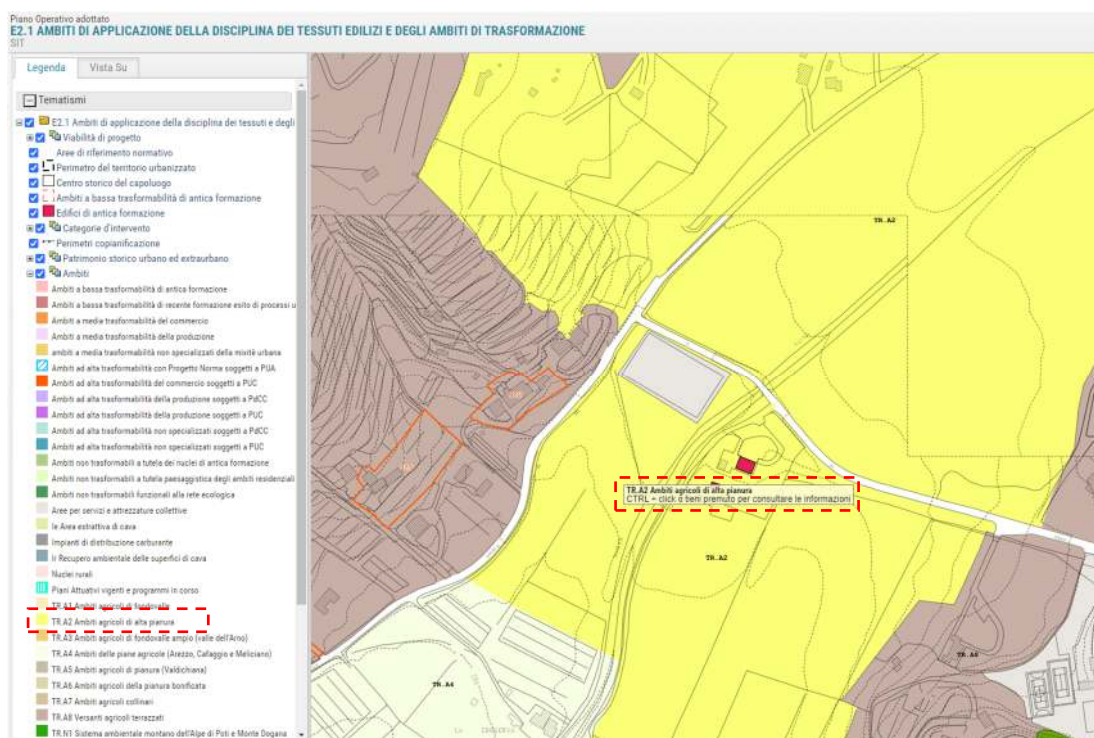 Piano Operativo adottato
E2.1 AMBITI DI APPLICAZIONE DELLA DISCIPLINA DEI TESSUTI EDILIZI E DEGLI AMBITI DI TRASFORMAZIONE
SIT
Legenda
Vista Su
Tematismi
E2.1 Ambiti di applicazione della disciplina dei tessuti e degli
Viabilità di progetto
Aree di riferimento normativo
Perimetro del territorio urbanizzato
Centro storico del capoluogo
Ambiti a bassa trasformabilità di antica formazione
Edifici di antica formazione
Categorie d'intervento
Perimetri copianificazione
Patrimonio storico urbano ed extraurbano
Ambiti
Ambiti a bassa trasformabilità di antica formazione
Ambiti a bassa trasformabilità di recente formazione esito di processi u
Ambiti a media trasformabilità del commercio
Ambiti a media trasformabilità della produzione
ambiti a media trasformabilità non specializzati della mixité urbana
Ambiti ad alta trasformabilità con Progetto Norma soggetti a PUA
Ambiti ad alta trasformabilità del commercio soggetti a PUC
Ambiti ad alta trasformabilità della produzione soggetti a PdCC
Ambiti ad alta trasformabilità della produzione soggetti a PUC
Ambiti ad alta trasformabilità non specializzati soggetti a PdCC
Ambiti ad alta trasformabilità non specializzati soggetti a PUC
Ambiti non trasformabili a tutela dei nuclei di antica formazione
Ambiti non trasformabili a tutela paesaggistica degli ambiti residenziali
Ambiti non trasformabili funzionali alla rete ecologica
Aree per servizi e attrezzature collettive
Ie Area estrattiva di cava
Impianti di distribuzione carburante
Ir Recupero ambientale delle superfici di cava
Nuclei rurali
Piani Attuativi vigenti e programmi in corso
TR.A1 Ambiti agricoli di fondovalle
TR.A2 Ambiti agricoli di alta pianura
TR.A3 Ambiti agricoli di fondovalle ampio (valle dell'Arno)
TR.A4 Ambiti delle piane agricole (Arezzo, Cafaggio e Meliciano)
TR.A5 Ambiti agricoli di pianura (Valdichiana)
TR.A6 Ambiti agricoli della pianura bonificata
TR.A7 Ambiti agricoli collinari
TR.A8 Versanti agricoli terrazzati
TR.N1 Sistema ambientale montano dell'Alpe di Poti e Monte Dogana
TR.A2
TR.A2 Ambiti agricoli di alta pianura
CTRL + click o tieni premuto per consultare le informazioni
TR.A2
TR.A8
TR.A4